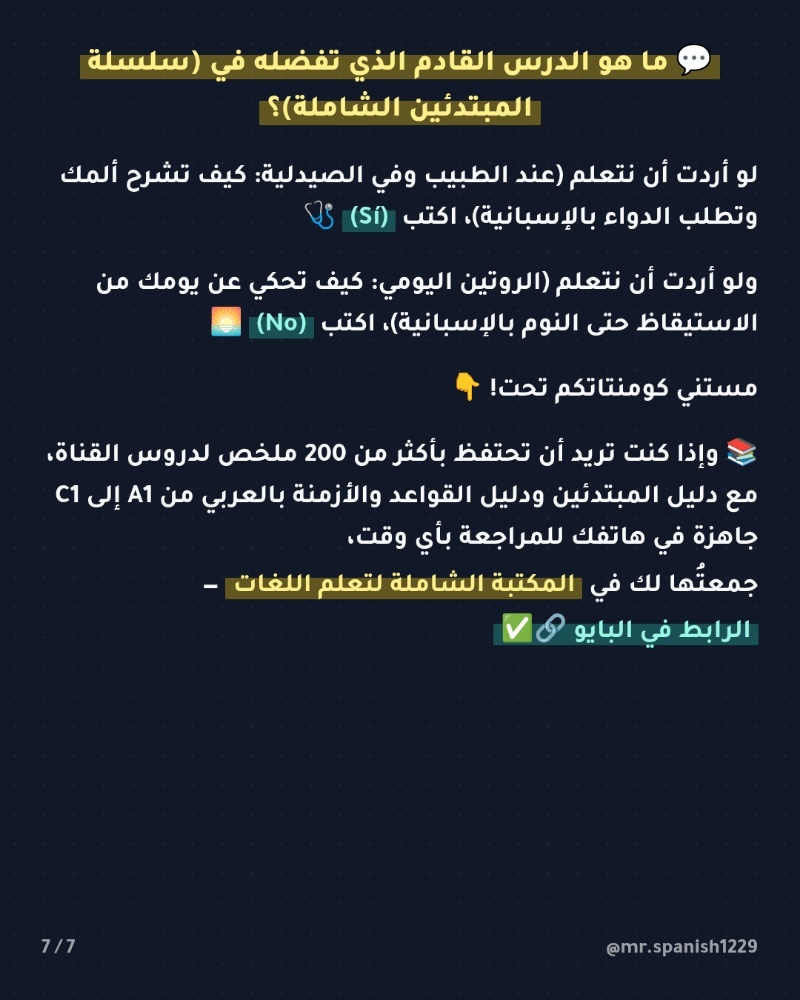 💬 ما هو الدرس القادم الذي تفضله في (سلسلة
المبتدئين الشاملة)؟
لو أردت أن نتعلم (عند الطبيب وفي الصيدلية: كيف تشرح ألمك
وتطلب الدواء بالإسبانية)، اكتب (Sí) 🩺
ولو أردت أن نتعلم (الروتين اليومي: كيف تحكي عن يومك من
الاستيقاظ حتى النوم بالإسبانية)، اكتب (No) 🌅
مستني كومنتاتكم تحت! 👇
📚 وإذا كنت تريد أن تحتفظ بأكثر من 200 ملخص لدروس القناة،
مع دليل المبتدئين ودليل القواعد والأزمنة بالعربي من A1 إلى C1
جاهزة في هاتفك للمراجعة بأي وقت،
جمعتُها لك في المكتبة الشاملة لتعلم اللغات –
الرابط في البايو 🔗✅
7 / 7
@mr.spanish1229